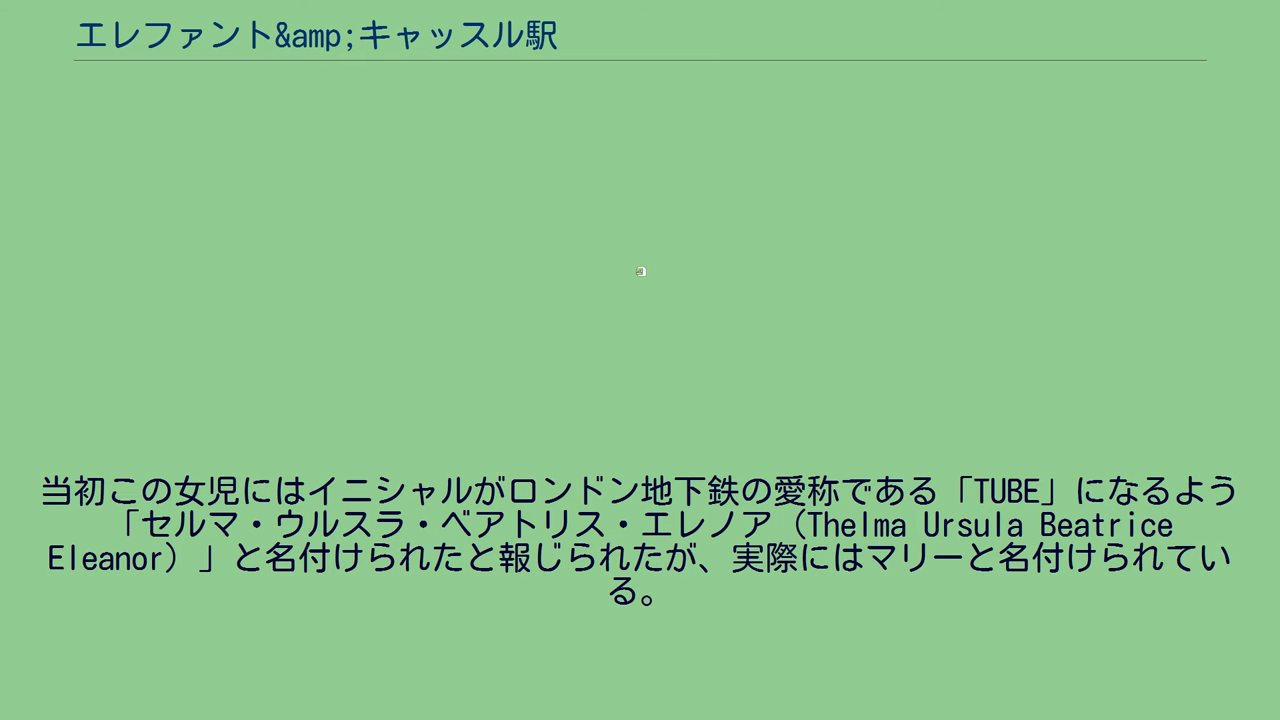 エレファント&amp;キャッスル駅
当初この女児にはイニシャルがロンドン地下鉄の愛称である「TUBE」になるよう
「セルマ・ウルスラ・ベアトリス・エレノア（Thelma Ursula Beatrice
Eleanor）」と名付けられたと報じられたが、実際にはマリーと名付けられてい
る。